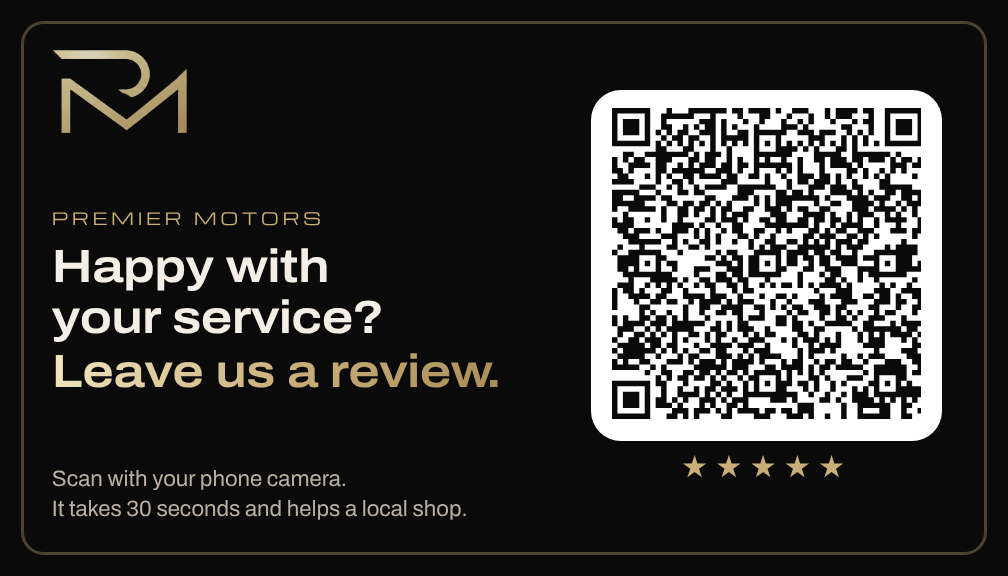 PREMIER MOTORS
Happy with
your service?
Leave us a review.
Scan with your phone camera.
It takes 30 seconds and helps a local shop.